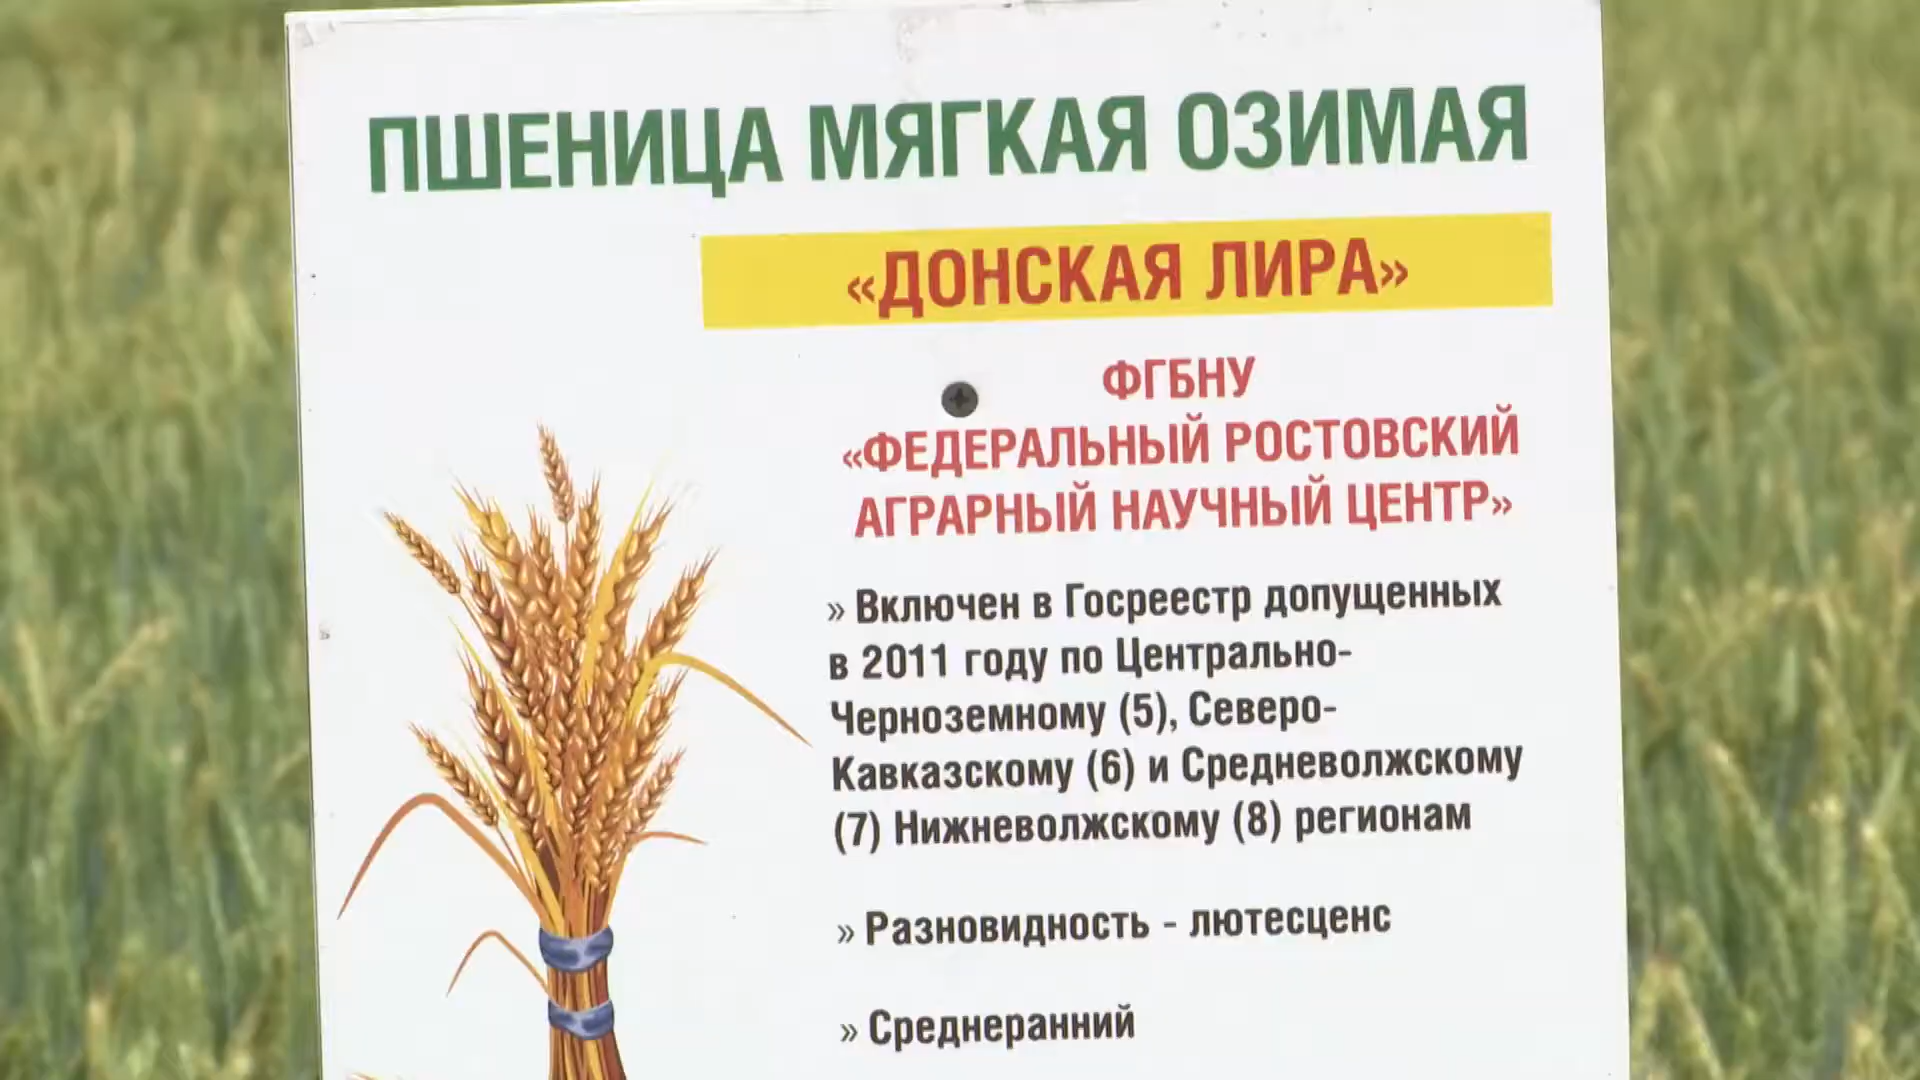 ПШЕНИЦА МЯГКАЯ ОЗИМАЯ
«ДОНСКАЯ ЛИРА»
ФГБНУ
«ФЕДЕРАЛЬНЫЙ РОСТОВСКИЙ
АГРАРНЫЙ НАУЧНЫЙ ЦЕНТР»
» Включен в Госреестр допущенных
в 2011 году по Центрально-
Черноземному (5), Северо-
Кавказскому (6) и Средневолжскому
(7) Нижневолжскому (8) регионам
» Разновидность - лютесценс
» Среднеранний